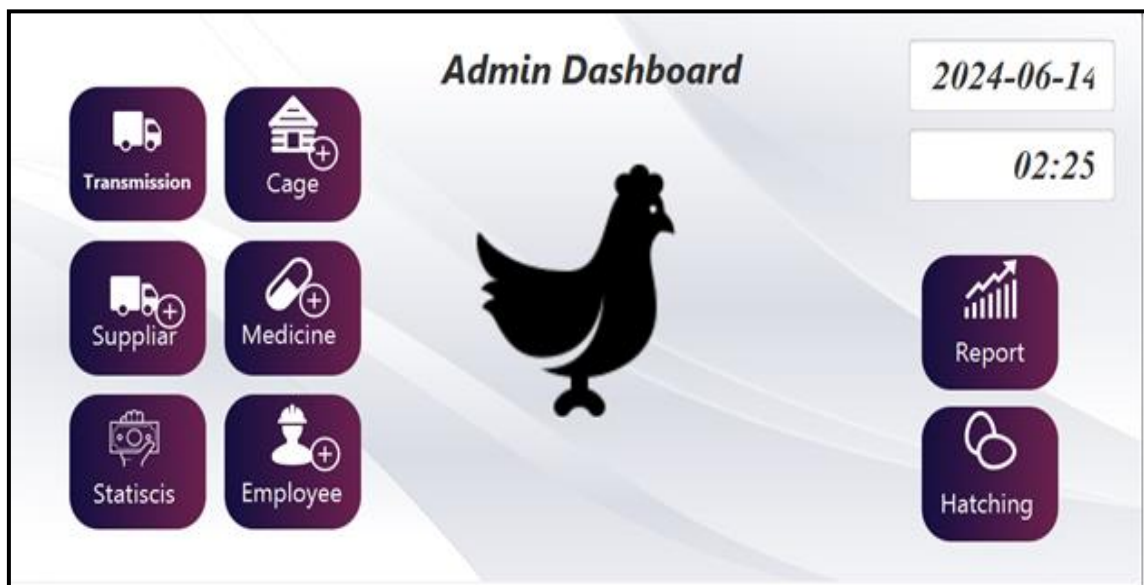 Admin Dashboard
2024-06-14
02:25
Transmission
Cage
Suppliar
Medicine
Statiscis
Employee
Report
Hatching